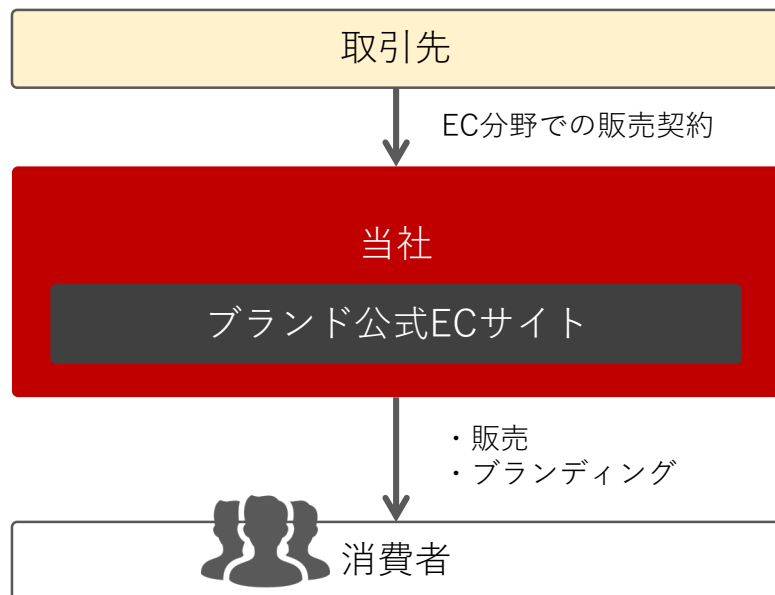 取引先
EC分野での販売契約
当社
ブランド公式ECサイト
・販売
・ブランディング
消費者